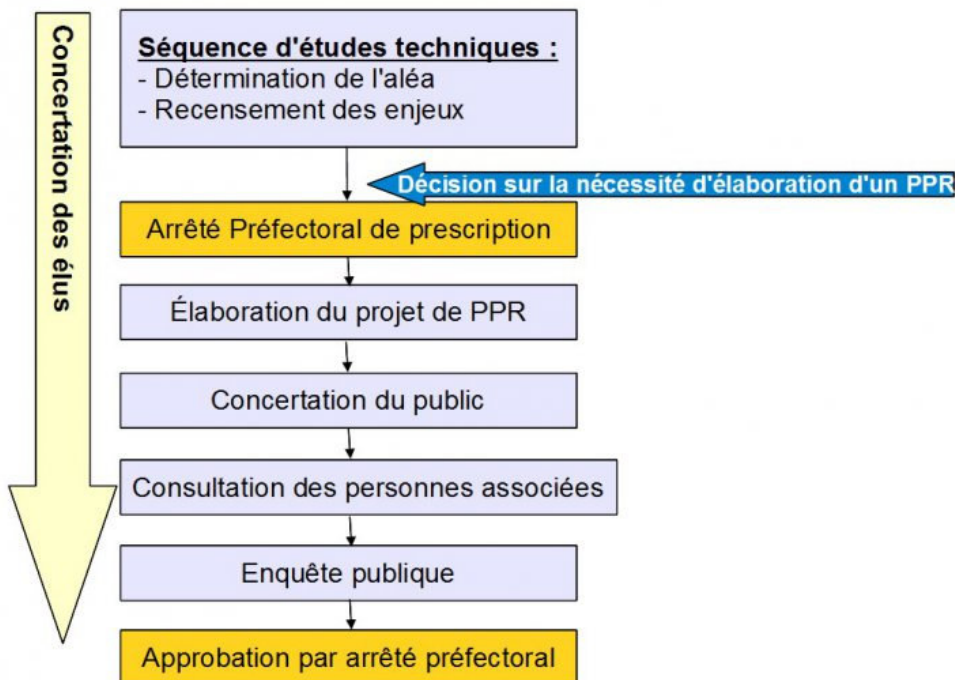 Concertation des élus
Séquence d'études techniques :
- Détermination de l'aléa
- Recensement des enjeux
Décision sur la nécessité d'élaboration d'un PPR
Arrêté Préfectoral de prescription
Élaboration du projet de PPR
Concertation du public
Consultation des personnes associées
Enquête publique
Approbation par arrêté préfectoral